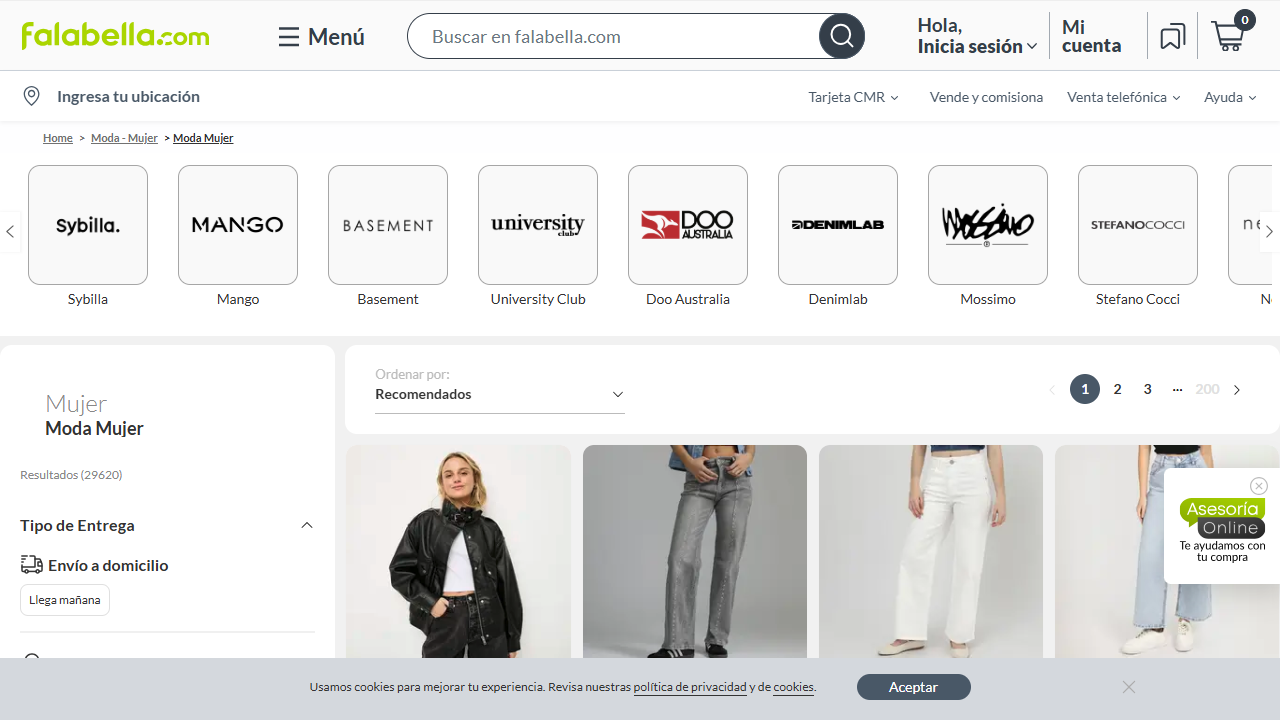 falabella.com
Menú
Buscar en falabella.com
Hola,
Inicia sesión
Mi
cuenta
0
Ingresa tu ubicación
Tarjeta CMR
Vende y comisiona
Venta telefónica
Ayuda
Home > Moda - Mujer > Moda Mujer
Sybilla.
MANGO
BASEMENT
university
club
DOO
AUSTRALIA
DENIMLAB
MOSSIMO
STEFANOCOCCI
Sybilla
Mango
Basement
University Club
Doo Australia
Denimlab
Mossimo
Stefano Cocci
Mujer
Moda Mujer
Resultados (29620)
Tipo de Entrega
Envío a domicilio
Llega mañana
Ordenar por:
Recomendados
1 2 3 ... 200
Asesoría
Online
Te ayudamos con
tu compra
Usamos cookies para mejorar tu experiencia. Revisa nuestras política de privacidad y de cookies.
Aceptar